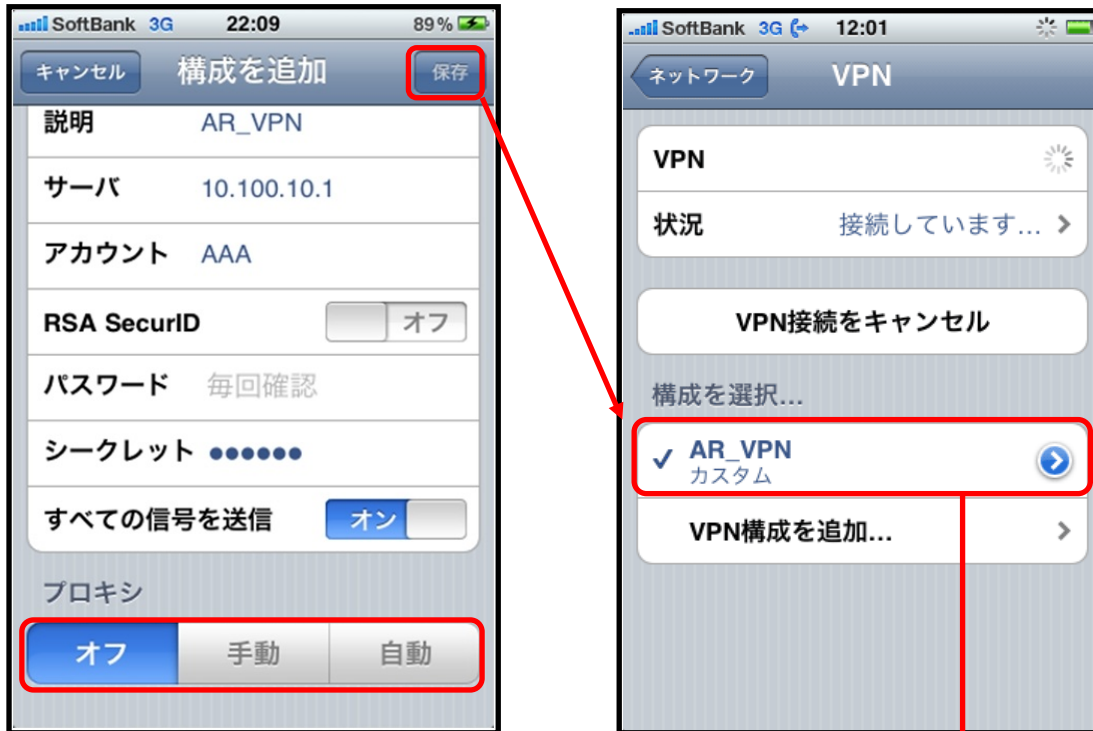 SoftBank 3G 22:09 89%
キャンセル 構成を追加 保存
説明 AR_VPN
サーバ 10.100.10.1
アカウント AAA
RSA SecurID オフ
パスワード 毎回確認
シークレット ●●●●●●
すべての信号を送信 オン
プロキシ
オフ 手動 自動
SoftBank 3G 12:01
ネットワーク VPN
VPN
状況 接続しています...
VPN接続をキャンセル
構成を選択...
AR_VPN
カスタム
VPN構成を追加...